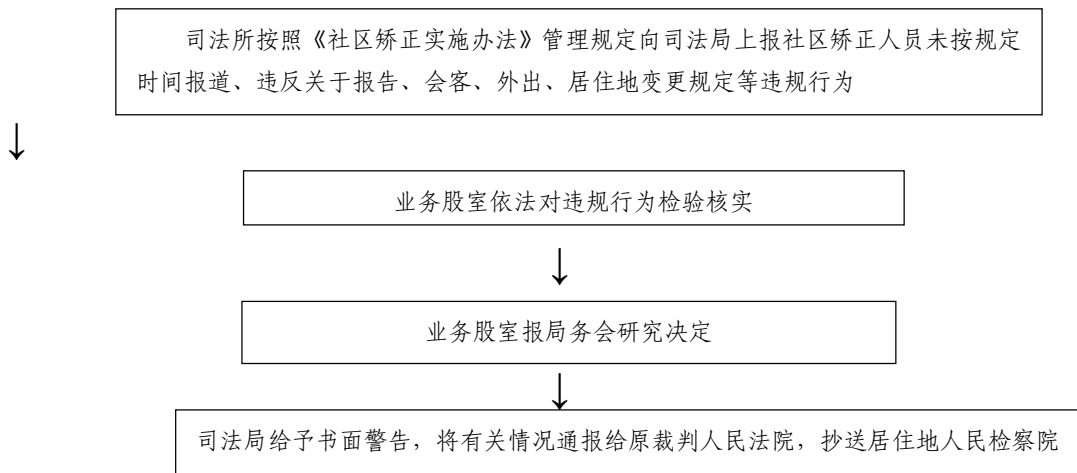 司法所按照《社区矫正实施办法》管理规定向司法局上报社区矫正人员未按规定
时间报道、违反关于报告、会客、外出、居住地变更规定等违规行为
↓
业务股室依法对违规行为检验核实
↓
业务股室报局务会研究决定
↓
司法局给予书面警告，将有关情况通报给原裁判人民法院，抄送居住地人民检察院